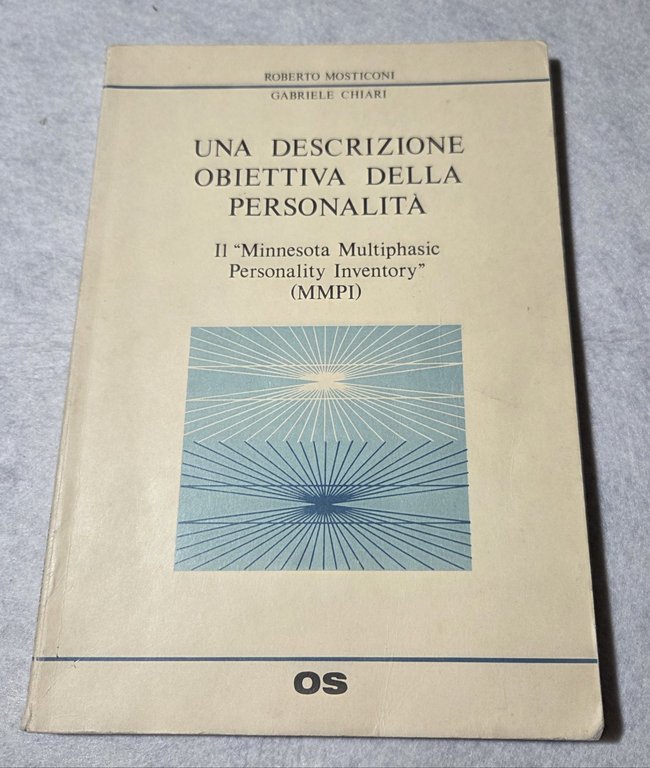 ROBERTO MOSTICONI
GABRIELE CHIARI
UNA DESCRIZIONE
OBIETTIVA DELLA
PERSONALITÀ
Il “Minnesota Multiphasic
Personality Inventory”
(MMPI)
OS